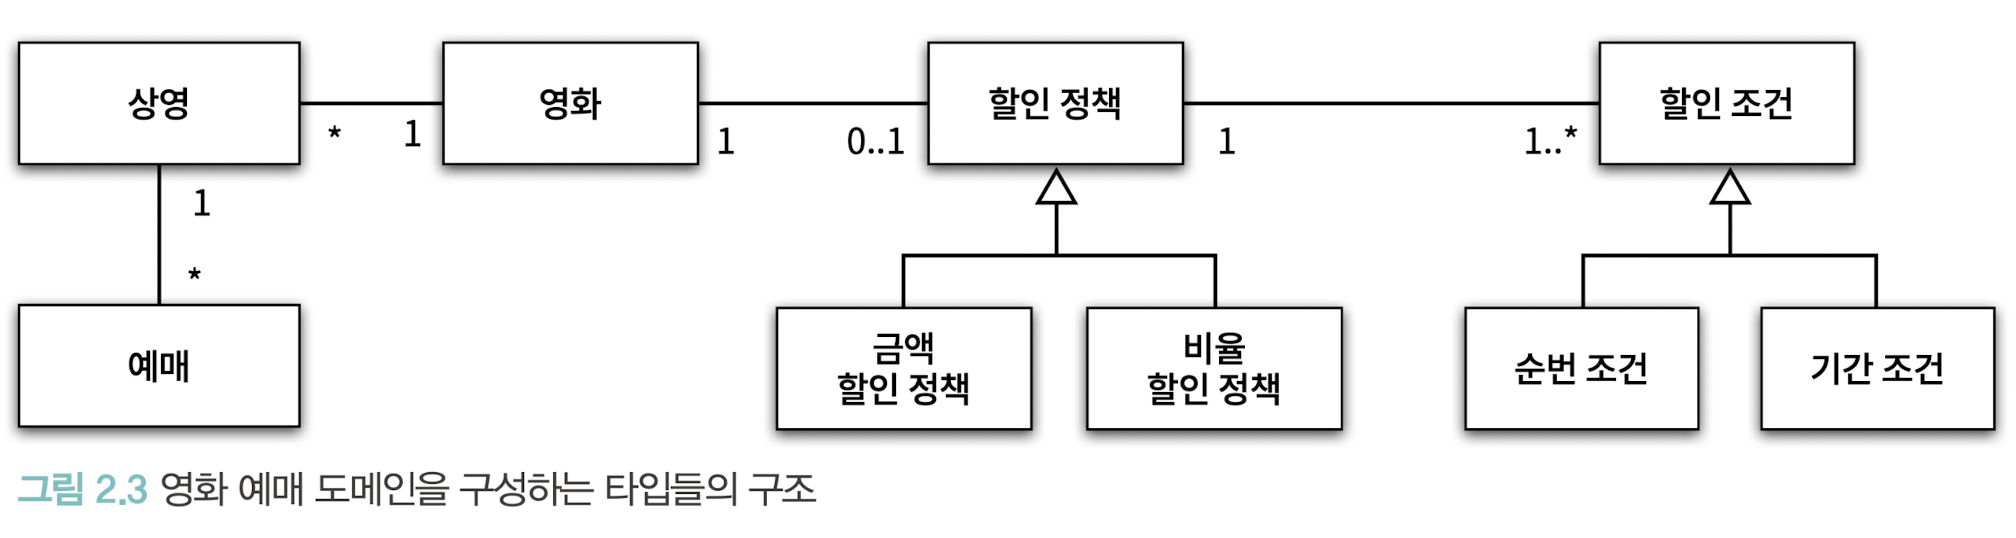 상영
영화
할인 정책
할인 조건
*
1
1
0..1
1
1..*
1
*
예매
금액
할인 정책
비율
할인 정책
순번 조건
기간 조건
그림 2.3 영화 예매 도메인을 구성하는 타입들의 구조